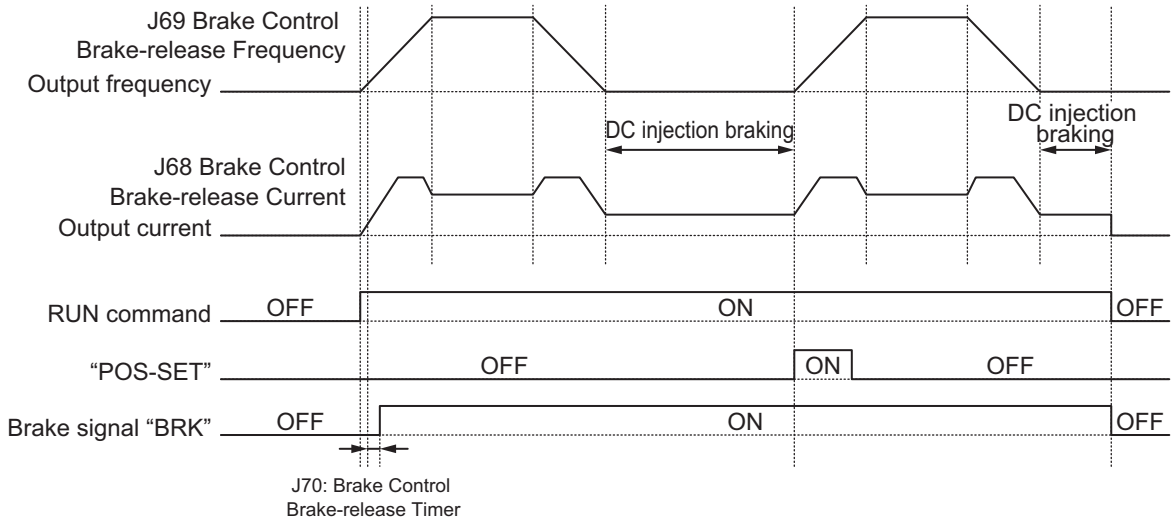 J69 Brake Control
Brake-release Frequency
Output frequency
DC injection braking
DC injection
braking
J68 Brake Control
Brake-release Current
Output current
RUN command
OFF
ON
OFF
“POS-SET”
OFF
ON
OFF
Brake signal “BRK”
OFF
ON
OFF
J70: Brake Control
Brake-release Timer